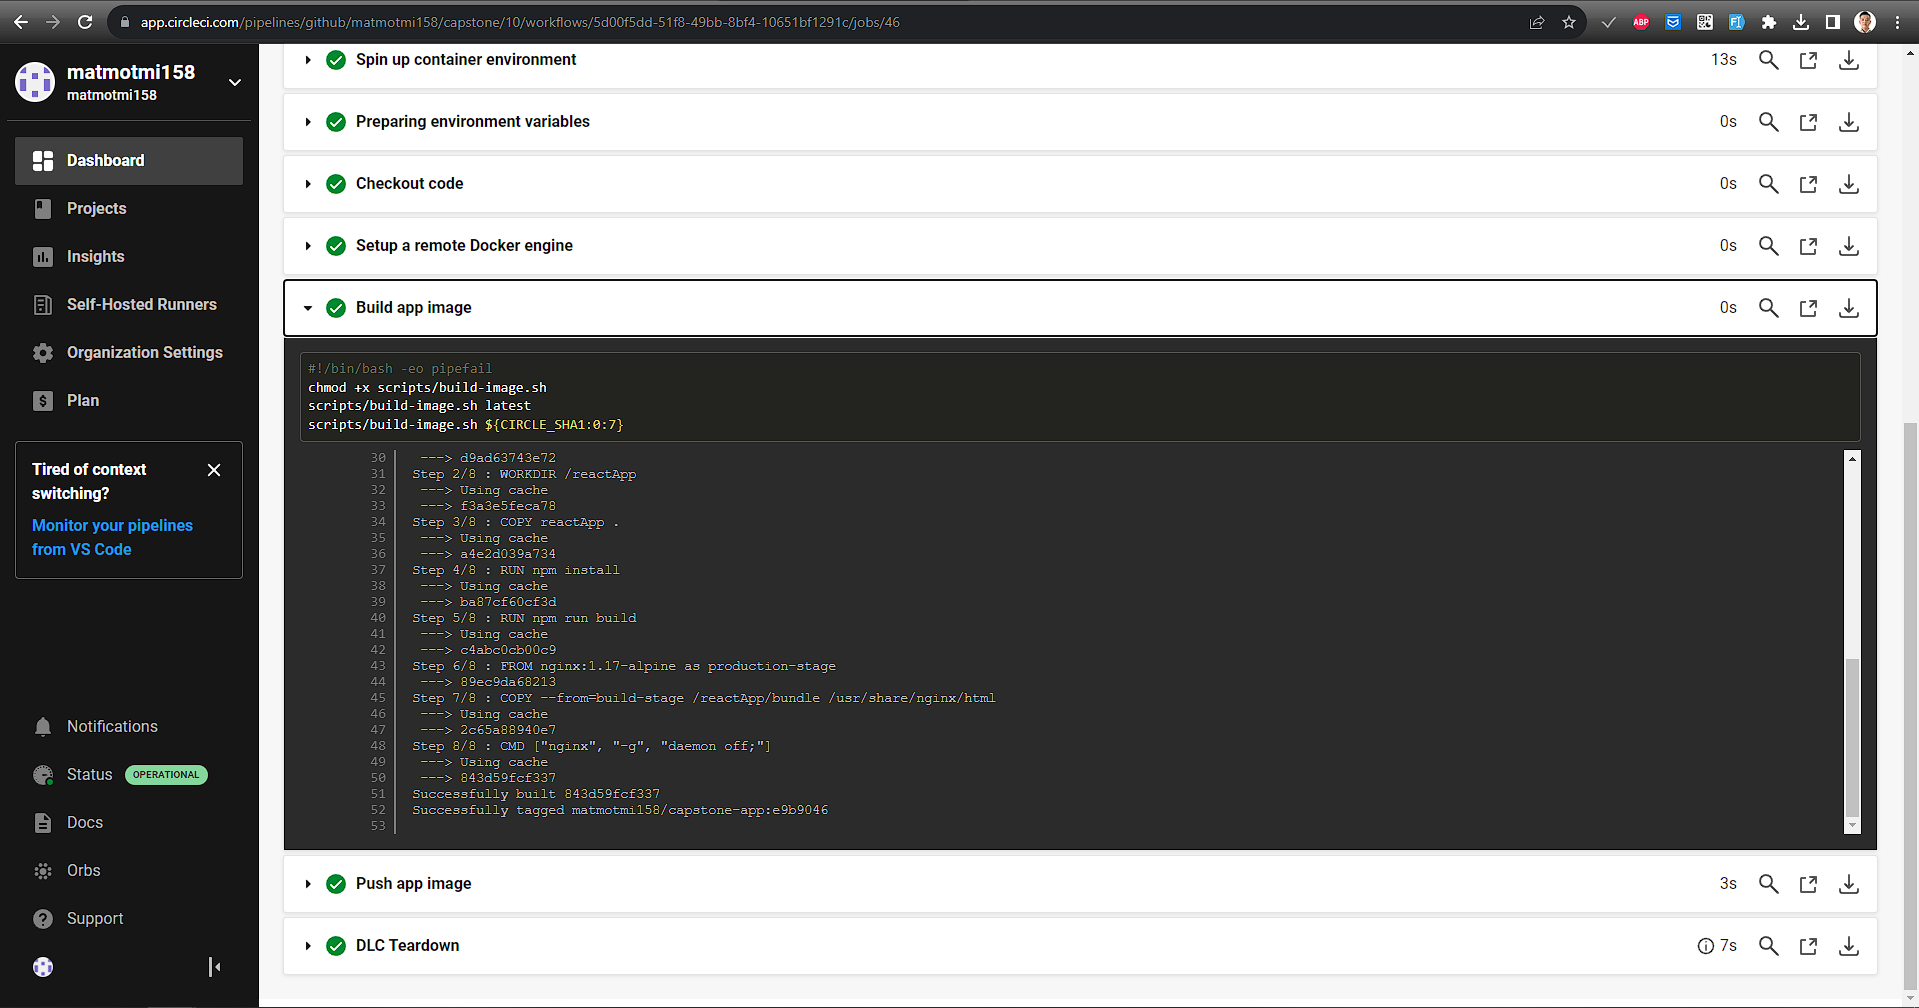 app.circleci.com/pipelines/github/matmotmi158/capstone/10/workflows/5d00f5dd-51f8-49bb-8bf4-10651bf1291c/jobs/46
ABP
matmotmi158
matmotmi158
Dashboard
Projects
Insights
Self-Hosted Runners
Organization Settings
Plan
Tired of context
switching?
Monitor your pipelines
from VS Code
Notifications
Status OPERATIONAL
Docs
Orbs
Support
Spin up container environment 13s
Preparing environment variables 0s
Checkout code 0s
Setup a remote Docker engine 0s
Build app image 0s
#!/bin/bash -eo pipefail
chmod +x scripts/build-image.sh
scripts/build-image.sh latest
scripts/build-image.sh ${CIRCLE_SHA1:0:7}
30 ---> d9ad63743e72
31 Step 2/8 : WORKDIR /reactApp
32 ---> Using cache
33 ---> f3a3e5feca78
34 Step 3/8 : COPY reactApp .
35 ---> Using cache
36 ---> a4e2d039a734
37 Step 4/8 : RUN npm install
38 ---> Using cache
39 ---> ba87cf60cf3d
40 Step 5/8 : RUN npm run build
41 ---> Using cache
42 ---> c4abc0cb00c9
43 Step 6/8 : FROM nginx:1.17-alpine as production-stage
44 ---> 89ec9da68213
45 Step 7/8 : COPY --from=build-stage /reactApp/bundle /usr/share/nginx/html
46 ---> Using cache
47 ---> 2c65a88940e7
48 Step 8/8 : CMD ["nginx", "-g", "daemon off;"]
49 ---> Using cache
50 ---> 843d59fcf337
51 Successfully built 843d59fcf337
52 Successfully tagged matmotmi158/capstone-app:e9b9046
53
Push app image 3s
DLC Teardown 7s